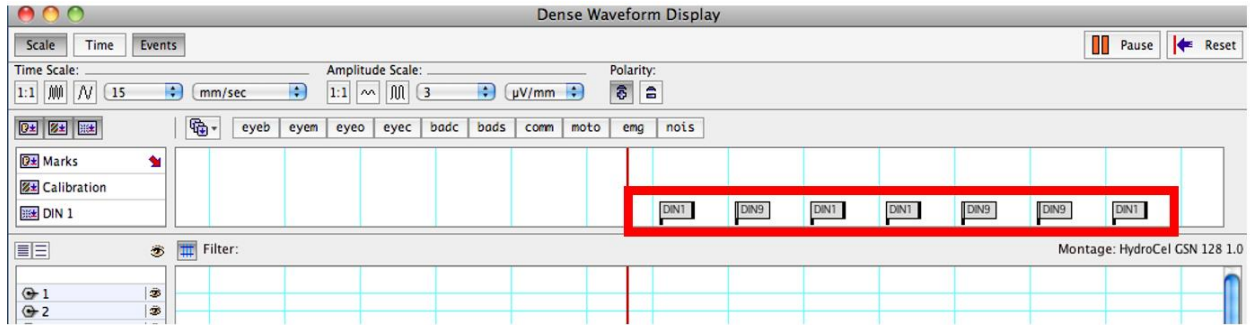 Dense Waveform Display
Scale Time Events Pause Reset
Time Scale: Amplitude Scale: Polarity:
1:1 15 mm/sec 1:1 3 µV/mm
eyeb eyem eyeo eyec badc bads comm moto emg nois
Marks
Calibration
DIN 1 DIN1 DIN9 DIN1 DIN1 DIN9 DIN9 DIN1
Filter: Montage: HydroCel GSN 128 1.0
1
2